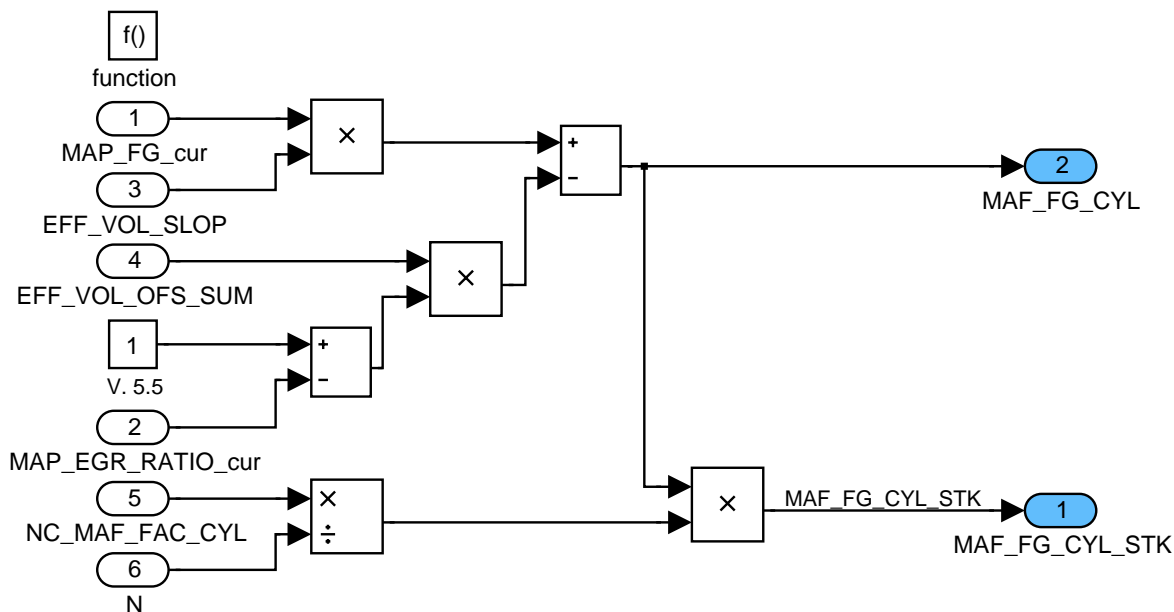 f()
function
1
MAP_FG_cur
3
EFF_VOL_SLOP
4
EFF_VOL_OFS_SUM
1
V. 5.5
2
MAP_EGR_RATIO_cur
5
NC_MAF_FAC_CYL
6
N
×
+
−
×
+
−
×
÷
×
2
MAF_FG_CYL
MAF_FG_CYL_STK
1
MAF_FG_CYL_STK